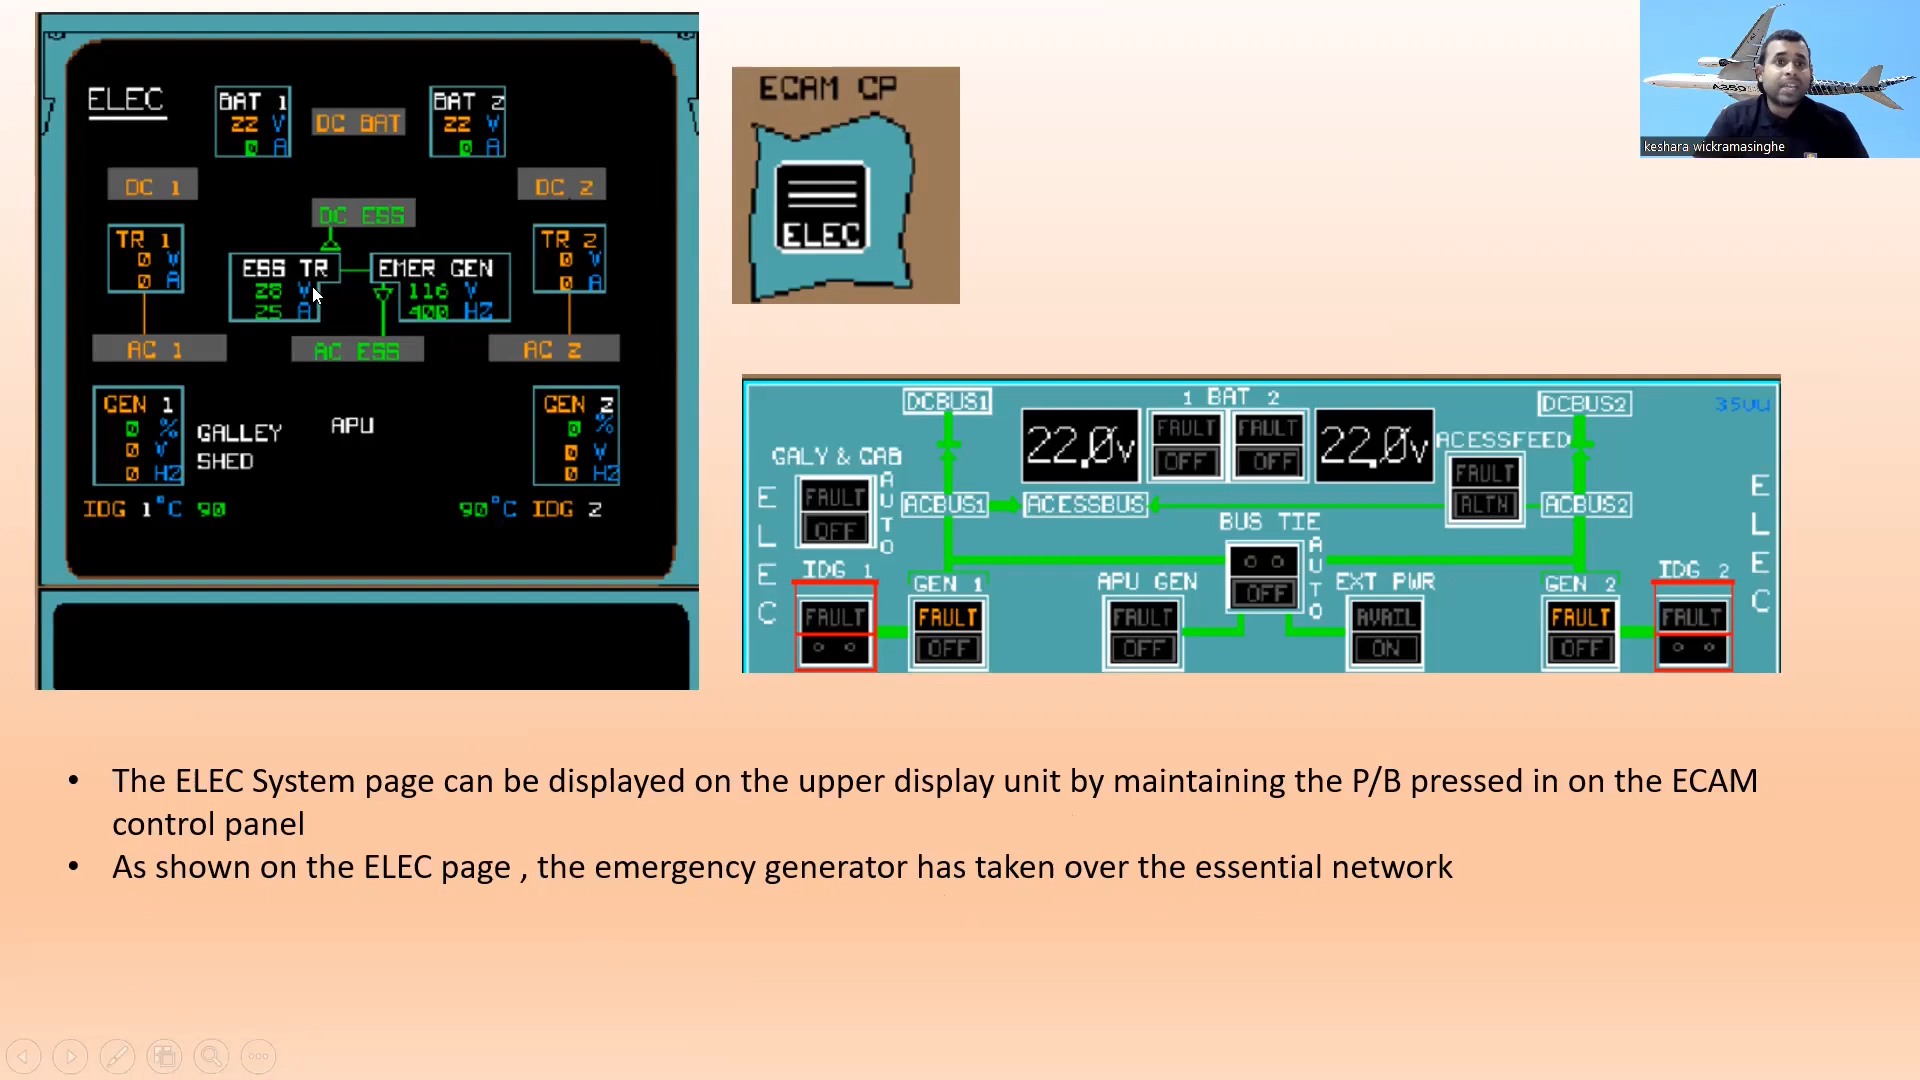 ELEC
BAT 1
22 V
0 A
DC BAT
BAT 2
22 V
0 A
DC 1
DC 2
DC ESS
TR 1
0 V
0 A
ESS TR
28 V
25 A
EMER GEN
116 V
400 HZ
TR 2
0 V
0 A
AC 1
AC ESS
AC 2
GEN 1
0 %
0 V
0 HZ
GALLEY
SHED
APU
GEN 2
0 %
0 V
0 HZ
IDG 1 °C 90
90 °C IDG 2
ECAM CP
ELEC
keshara wickramasinghe
A350
DCBUS1
1 BAT 2
DCBUS2
35VU
22.0v
FAULT
OFF
FAULT
OFF
22.0v
ACESSFEED
FAULT
ALTN
GALY & CAB
FAULT
OFF
AUTO
ELEC
ACBUS1
ACESSBUS
ACBUS2
ELEC
BUS TIE
OFF
AUTO
IDG 1
FAULT
GEN 1
FAULT
OFF
APU GEN
FAULT
OFF
EXT PWR
AVAIL
ON
GEN 2
FAULT
OFF
IDG 2
FAULT
• The ELEC System page can be displayed on the upper display unit by maintaining the P/B pressed in on the ECAM
control panel
• As shown on the ELEC page , the emergency generator has taken over the essential network